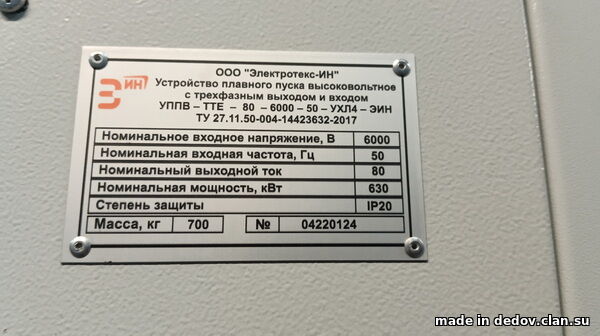 ЭИН
ООО "Электротекс-ИН"
Устройство плавного пуска высоковольтное
с трехфазным выходом и входом
УППВ – ТТЕ – 80 – 6000 – 50 – УХЛ4 – ЭИН
ТУ 27.11.50-004-14423632-2017
Номинальное входное напряжение, В 6000
Номинальная входная частота, Гц 50
Номинальный выходной ток 80
Номинальная мощность, кВт 630
Степень защиты IP20
Масса, кг 700 № 04220124
made in dedov.clan.su